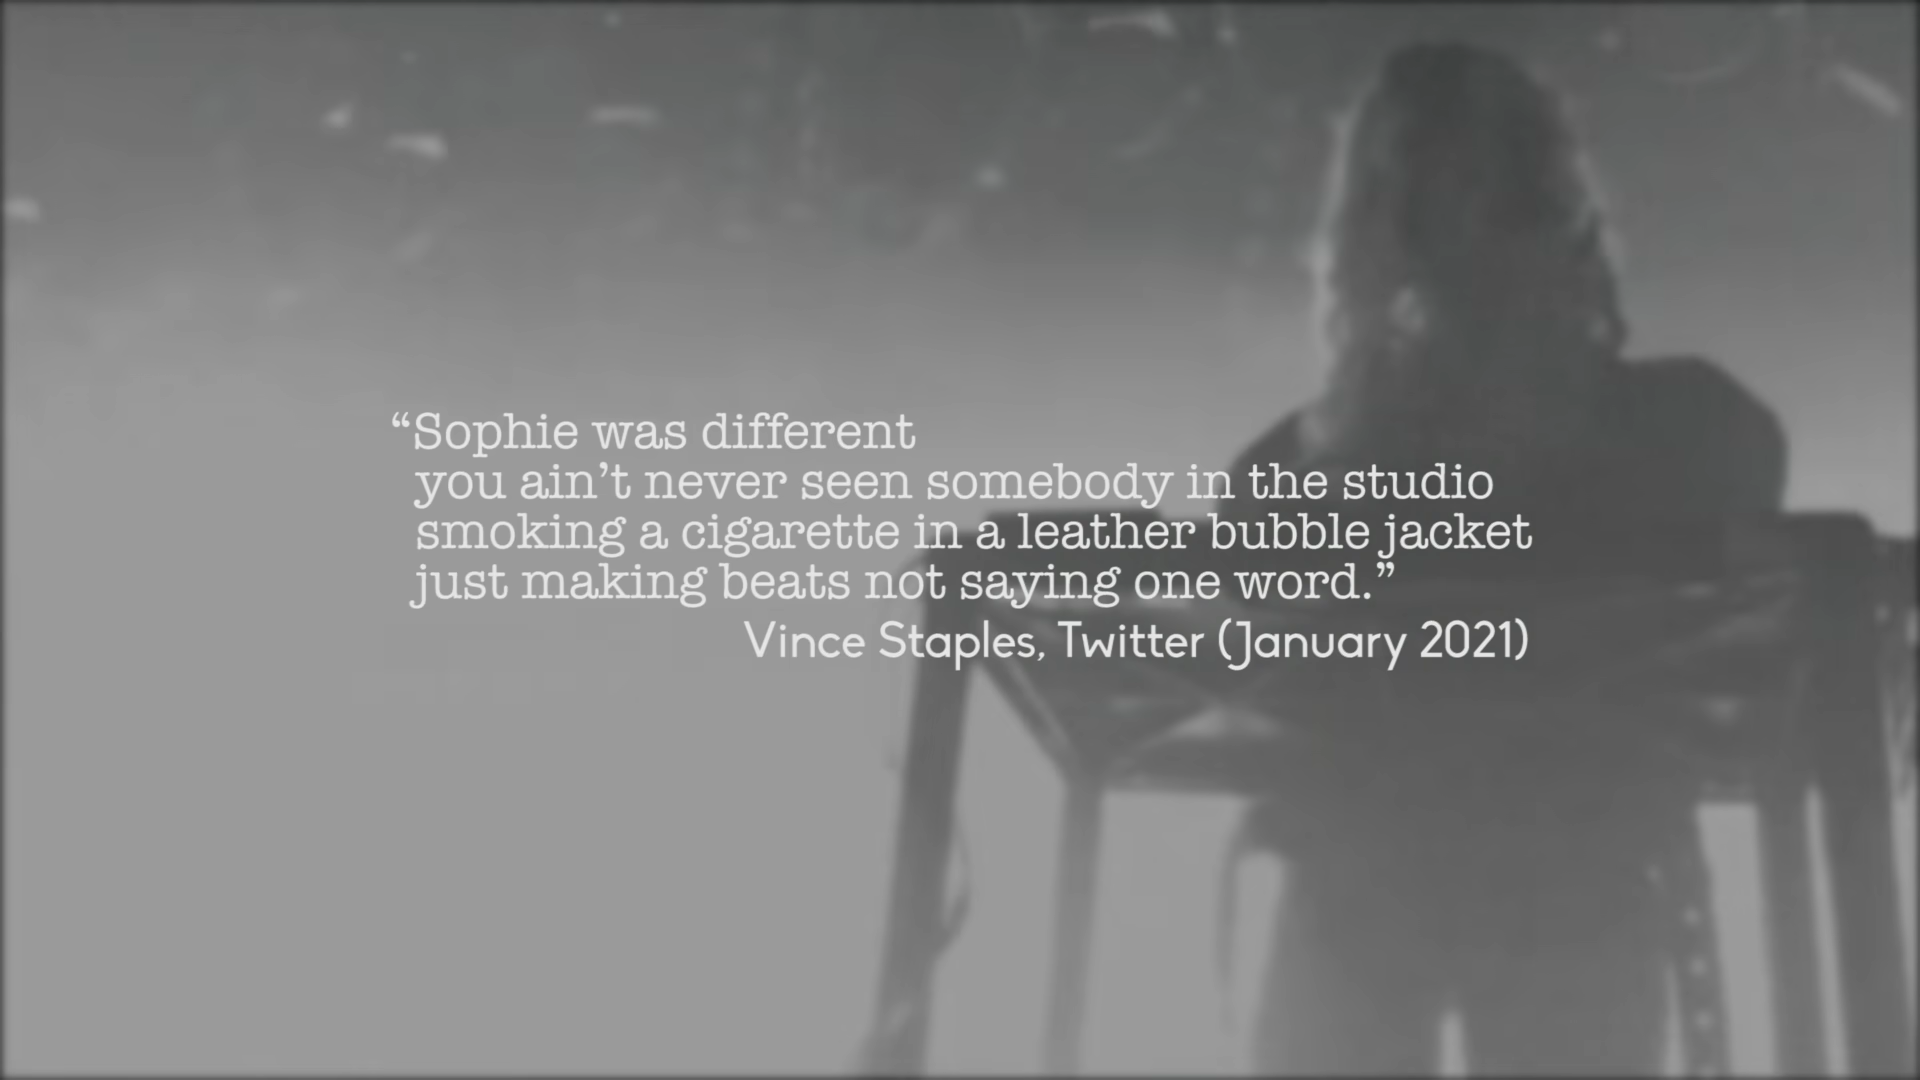 “Sophie was different
you ain’t never seen somebody in the studio
smoking a cigarette in a leather bubble jacket
just making beats not saying one word.”
Vince Staples, Twitter (January 2021)